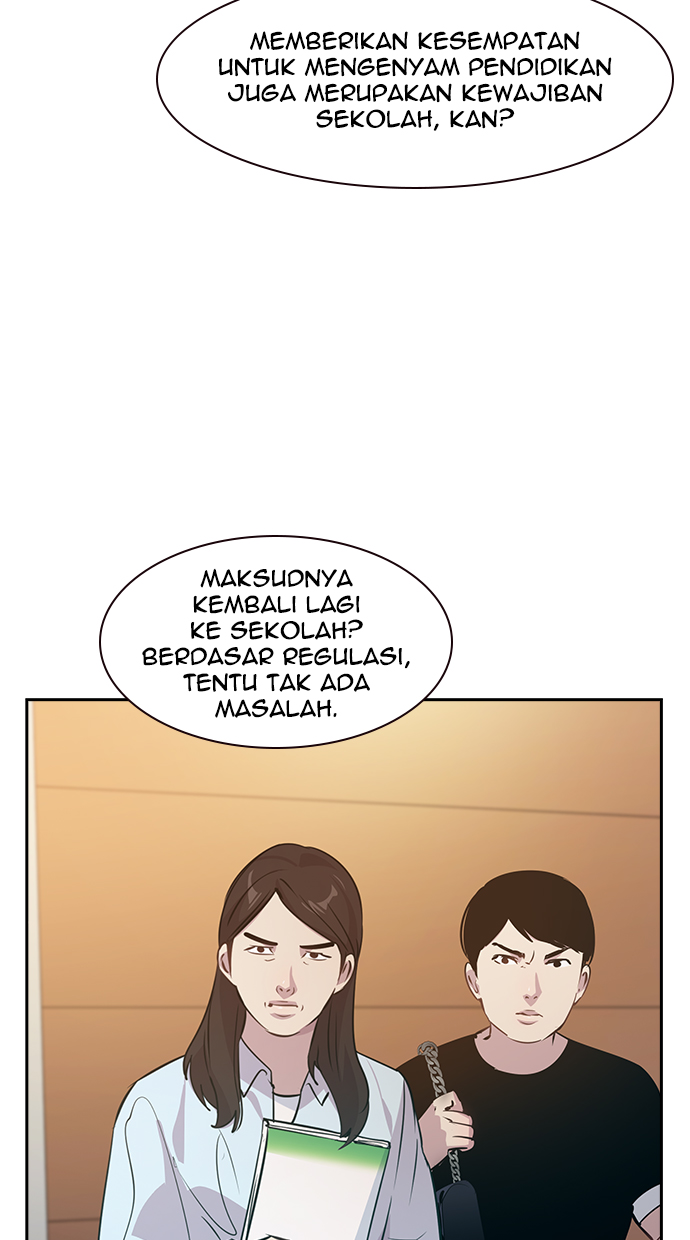 MEMBERIKAN KESEMPATAN
UNTUK MENGENYAM PENDIDIKAN
JUGA MERUPAKAN KEWAJIBAN
SEKOLAH, KAN?
MAKSUDNYA
KEMBALI LAGI
KE SEKOLAH?
BERDASAR REGULASI,
TENTU TAK ADA
MASALAH.